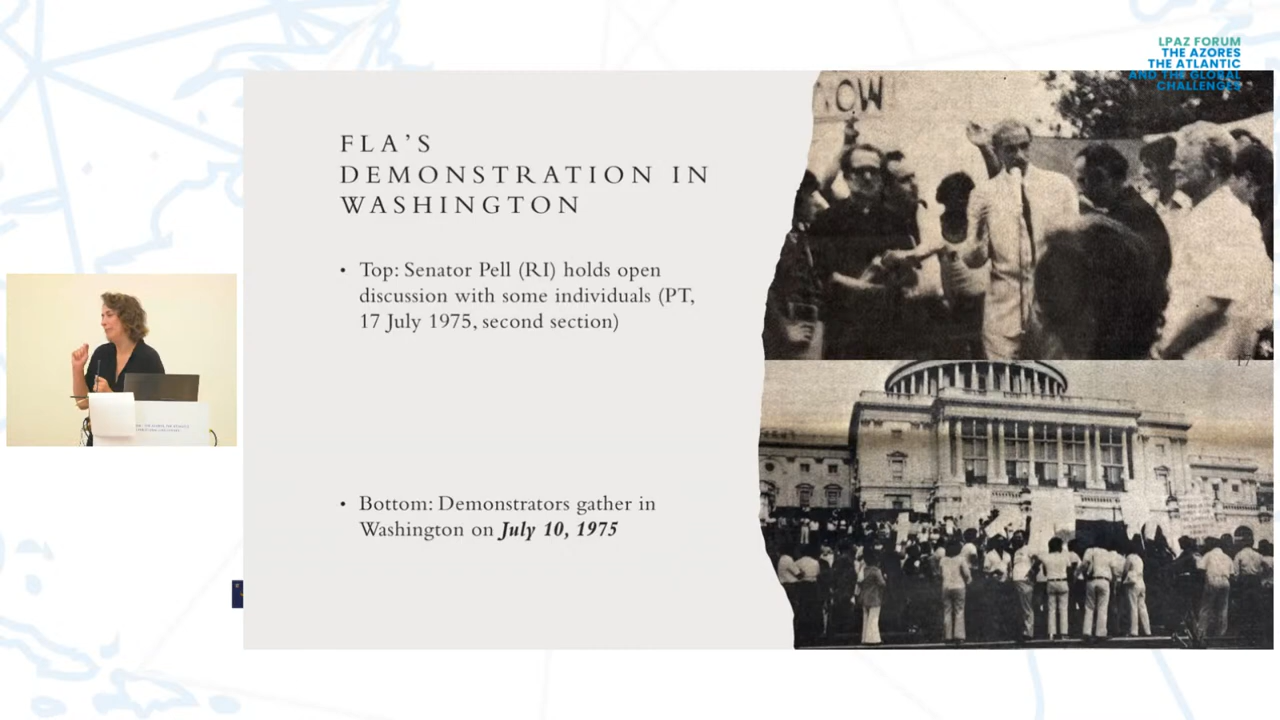 LPAZ FORUM
THE AZORES
THE ATLANTIC
AND THE GLOBAL
CHALLENGES
FLA'S
DEMONSTRATION IN
WASHINGTON
• Top: Senator Pell (RI) holds open
discussion with some individuals (PT,
17 July 1975, second section)
• Bottom: Demonstrators gather in
Washington on July 10, 1975
17